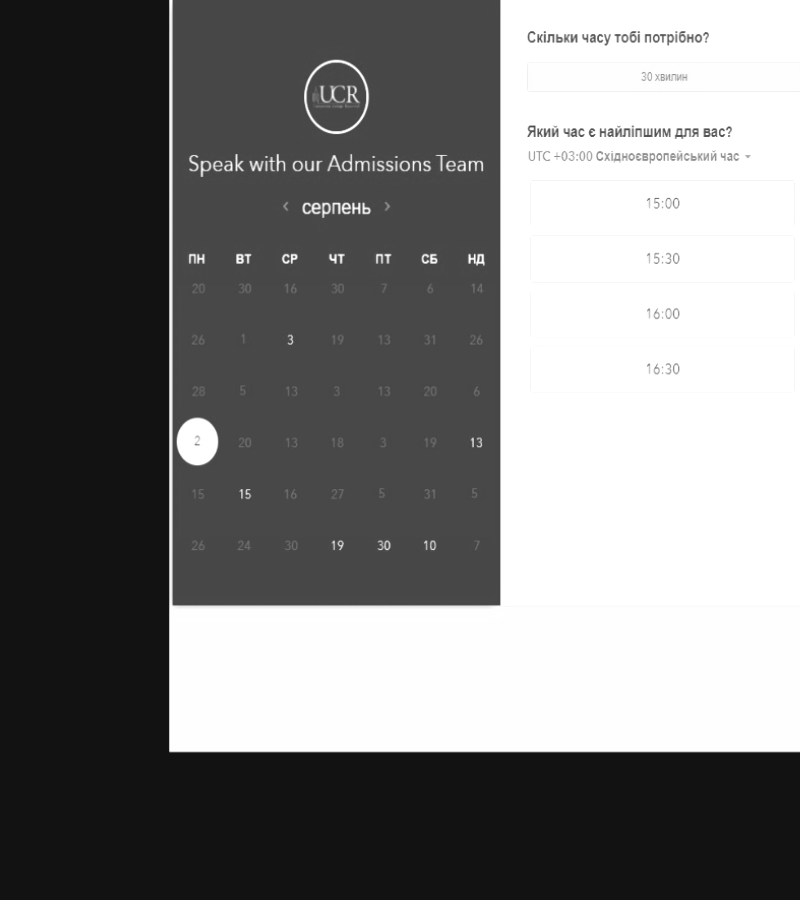 UCR
Speak with our Admissions Team
серпень
ПН ВТ СР ЧТ ПТ СБ НД
20 30 16 30 7 6 14
26 1 3 19 13 31 26
28 5 13 3 13 20 6
2 20 13 18 3 19 13
15 15 16 27 5 31 5
26 24 30 19 30 10 7
Скільки часу тобі потрібно?
30 хвилин
Який час є найліпшим для вас?
UTC +03:00 Східноєвропейський час
15:00
15:30
16:00
16:30